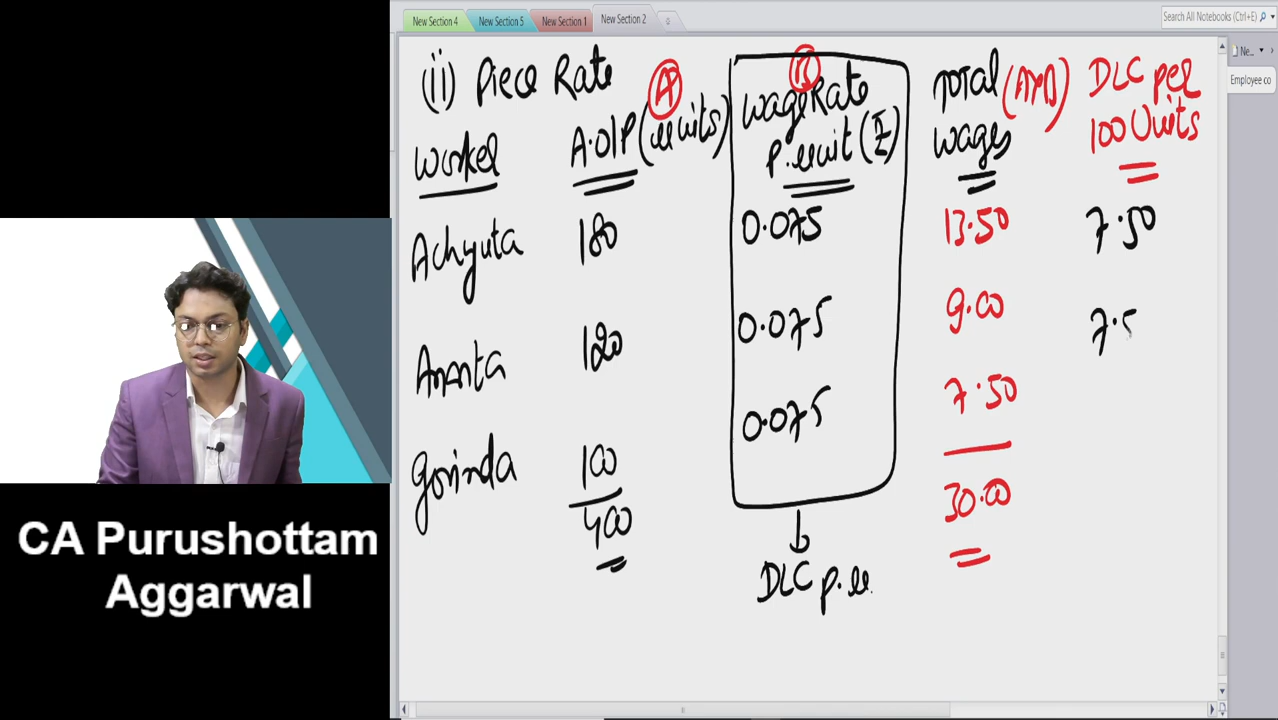 New Section 4 New Section 5 New Section 1 New Section 2
Search All Notebooks (Ctrl+E)
Ne...
Employee co
(ii) Piece Rate
Worker
A.O/P (units)
A
B
Wage Rate
P. unit (₹)
Total (A×B)
wages
DLC per
100 Units
Achyuta 180 0.075 13.50 7.50
Ananta 120 0.075 9.00 7.5
Govinda 100 0.075 7.50
400 30.00
DLC p.u.
CA Purushottam
Aggarwal